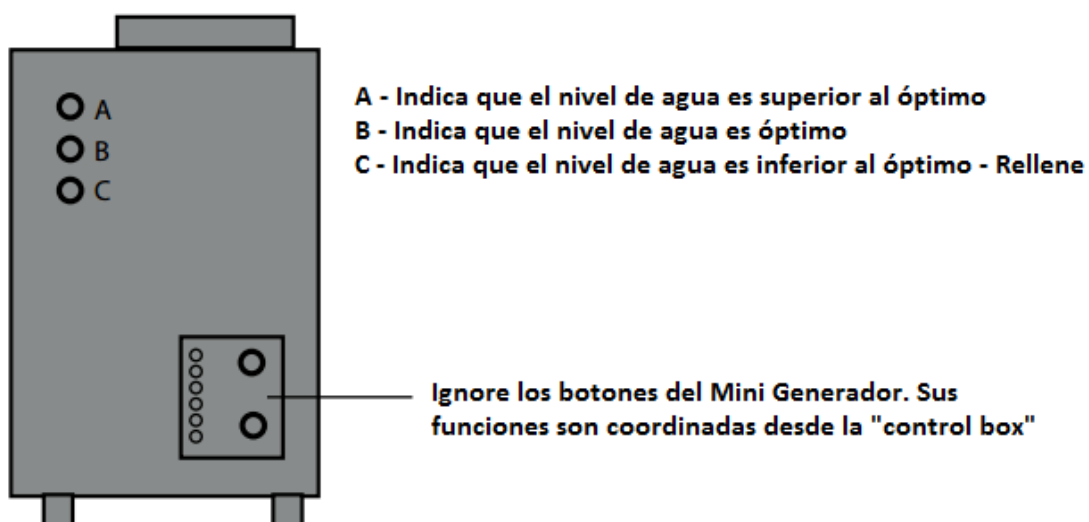 A
B
C
A - Indica que el nivel de agua es superior al óptimo
B - Indica que el nivel de agua es óptimo
C - Indica que el nivel de agua es inferior al óptimo - Rellene
Ignore los botones del Mini Generador. Sus
funciones son coordinadas desde la "control box"